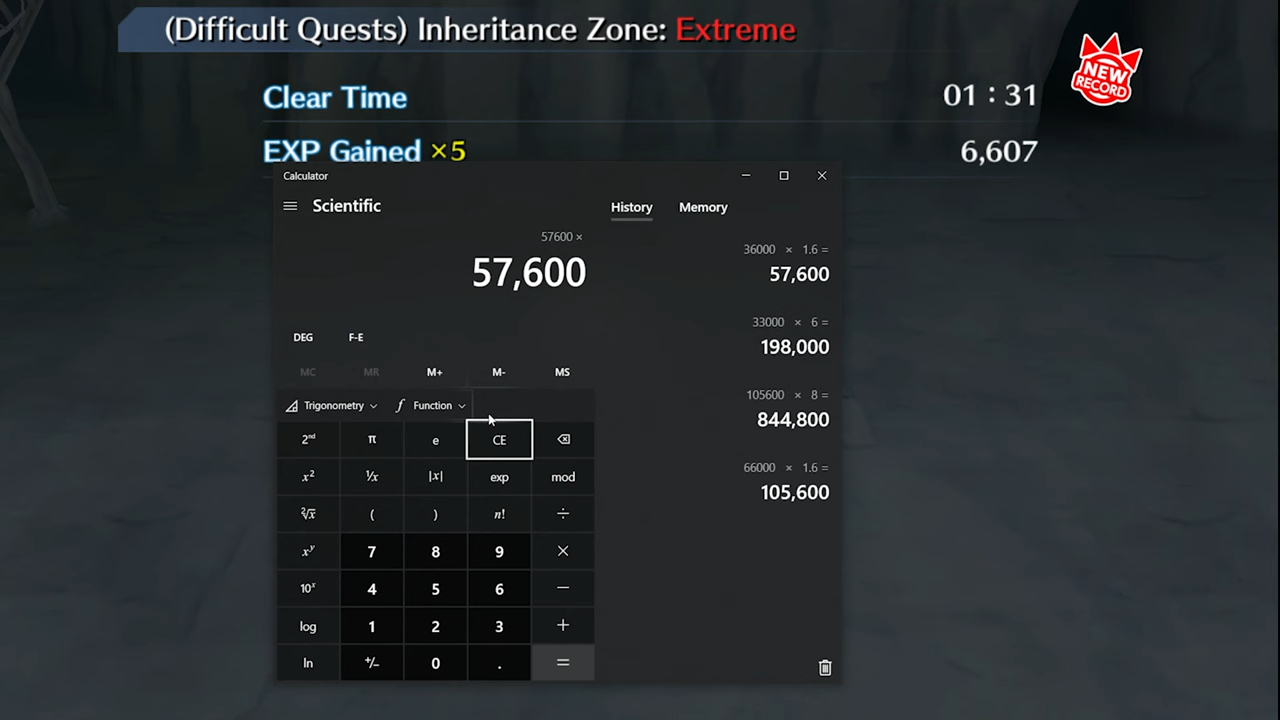 (Difficult Quests) Inheritance Zone: Extreme
NEW RECORD
Clear Time 01 : 31
EXP Gained ×5 6,607
Calculator
Scientific
57600 ×
57,600
DEG F-E
MC MR M+ M- MS
Trigonometry f Function
2nd π e CE
x² ¹/x |x| exp mod
²√x ( ) n! ÷
xʸ 7 8 9 ×
10ˣ 4 5 6 −
log 1 2 3 +
ln +/− 0 . =
History Memory
36000 × 1.6 =
57,600
33000 × 6 =
198,000
105600 × 8 =
844,800
66000 × 1.6 =
105,600